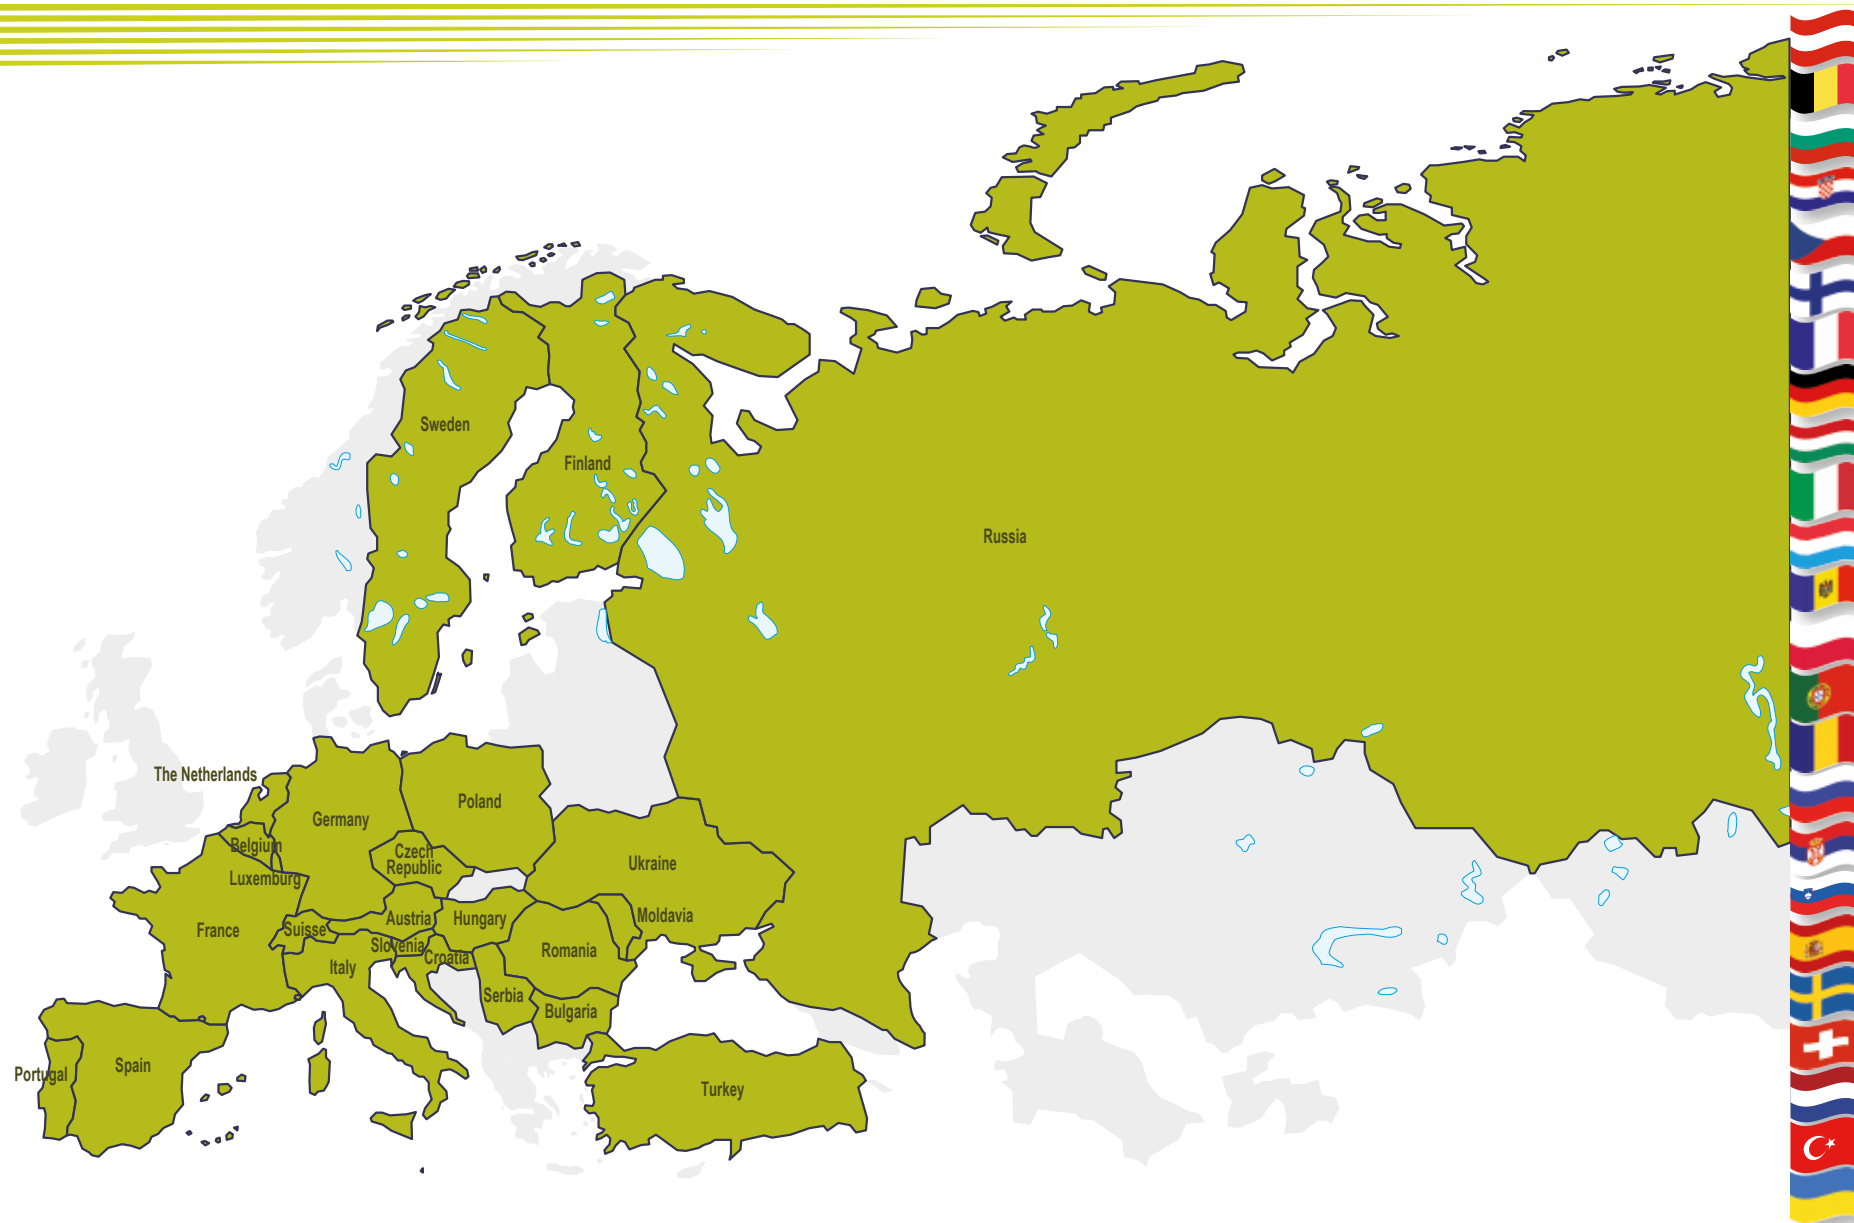 Sweden
Finland
Russia
The Netherlands
Poland
Germany
Belgium
Czech
Republic
Ukraine
Luxemburg
Austria
Hungary
Moldavia
France
Suisse
Slovenia
Romania
Croatia
Italy
Serbia
Bulgaria
Spain
Portugal
Turkey